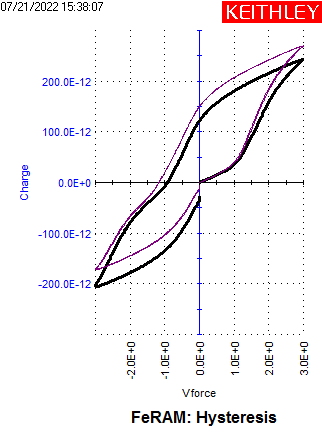 07/21/2022 15:38:07
KEITHLEY
200.0E-12
100.0E-12
0.0E+0
-100.0E-12
-200.0E-12
Charge
-2.0E+0
-1.0E+0
0.0E+0
1.0E+0
2.0E+0
3.0E+0
Vforce
FeRAM: Hysteresis